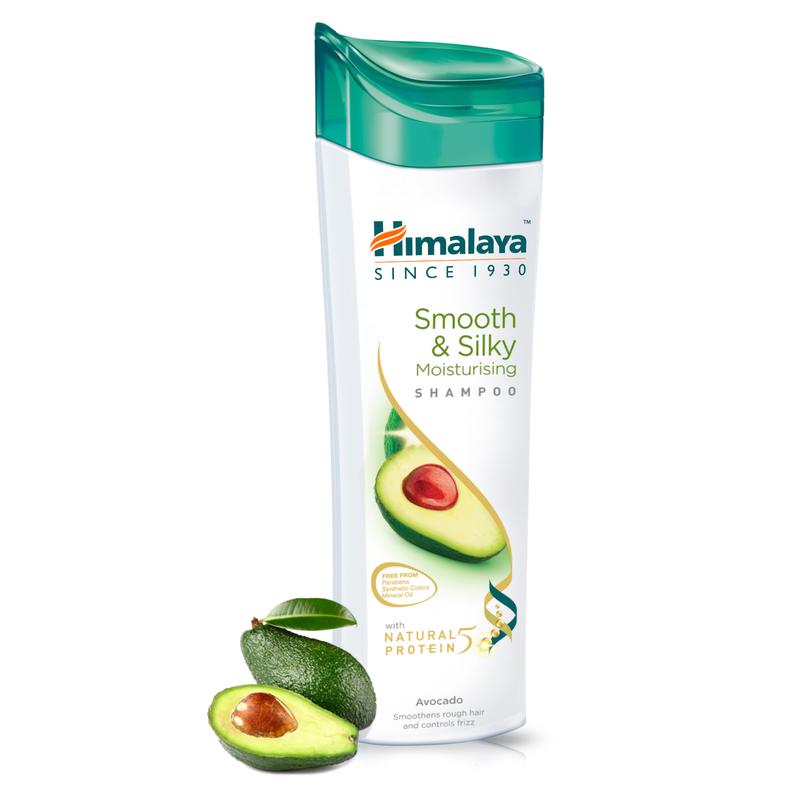 Himalaya™
SINCE 1930
Smooth
& Silky
Moisturising
SHAMPOO
FREE FROM
Parabens
Synthetic Colors
Mineral Oil
with
NATURAL 5
PROTEIN
Avocado
Smoothens rough hair
and controls frizz